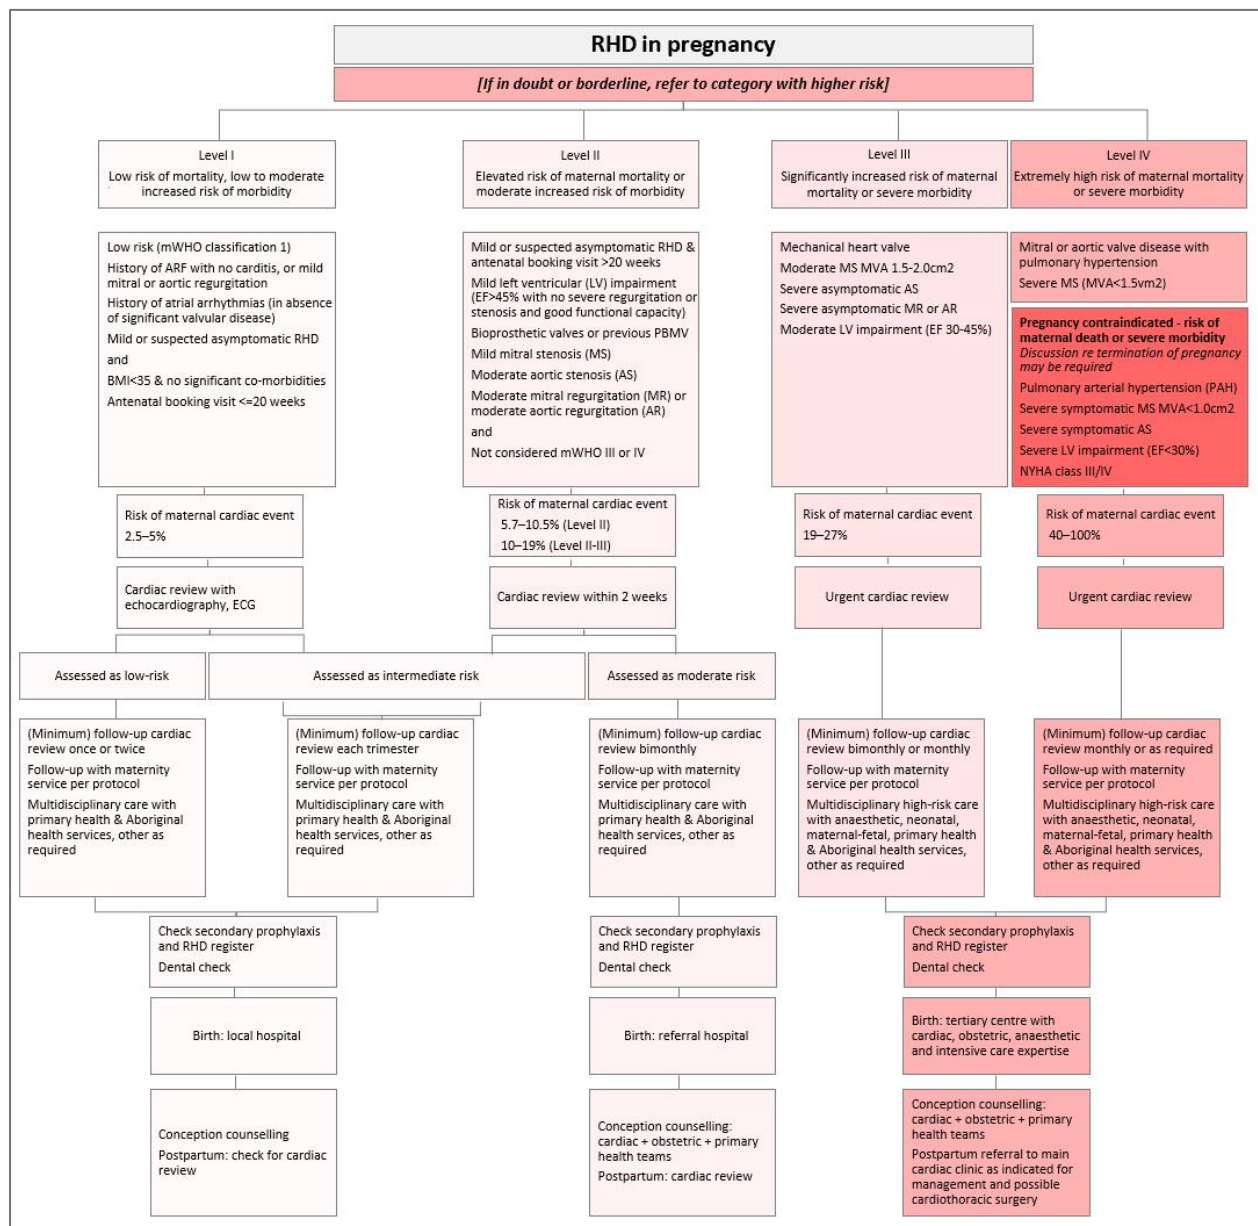 RHD in pregnancy
[If in doubt or borderline, refer to category with higher risk]
Level I
Low risk of mortality, low to moderate
increased risk of morbidity
Level II
Elevated risk of maternal mortality or
moderate increased risk of morbidity
Level III
Significantly increased risk of maternal
mortality or severe morbidity
Level IV
Extremely high risk of maternal mortality
or severe morbidity
Low risk (mWHO classification 1)
History of ARF with no carditis, or mild
mitral or aortic regurgitation
History of atrial arrhythmias (in absence
of significant valvular disease)
Mild or suspected asymptomatic RHD
and
BMI<35 & no significant co-morbidities
Antenatal booking visit <=20 weeks
Mild or suspected asymptomatic RHD &
antenatal booking visit >20 weeks
Mild left ventricular (LV) impairment
(EF>45% with no severe regurgitation or
stenosis and good functional capacity)
Bioprosthetic valves or previous PBMV
Mild mitral stenosis (MS)
Moderate aortic stenosis (AS)
Moderate mitral regurgitation (MR) or
moderate aortic regurgitation (AR)
and
Not considered mWHO III or IV
Mechanical heart valve
Moderate MS MVA 1.5-2.0cm2
Severe asymptomatic AS
Severe asymptomatic MR or AR
Moderate LV impairment (EF 30-45%)
Mitral or aortic valve disease with
pulmonary hypertension
Severe MS (MVA<1.5vm2)
Pregnancy contraindicated - risk of
maternal death or severe morbidity
Discussion re termination of pregnancy
may be required
Pulmonary arterial hypertension (PAH)
Severe symptomatic MS MVA<1.0cm2
Severe symptomatic AS
Severe LV impairment (EF<30%)
NYHA class III/IV
Risk of maternal cardiac event
2.5–5%
Risk of maternal cardiac event
5.7–10.5% (Level II)
10–19% (Level II-III)
Risk of maternal cardiac event
19–27%
Risk of maternal cardiac event
40–100%
Cardiac review with
echocardiography, ECG
Cardiac review within 2 weeks
Urgent cardiac review
Urgent cardiac review
Assessed as low-risk
Assessed as intermediate risk
Assessed as moderate risk
(Minimum) follow-up cardiac
review once or twice
Follow-up with maternity
service per protocol
Multidisciplinary care with
primary health & Aboriginal
health services, other as
required
(Minimum) follow-up cardiac
review each trimester
Follow-up with maternity
service per protocol
Multidisciplinary care with
primary health & Aboriginal
health services, other as
required
(Minimum) follow-up cardiac
review bimonthly
Follow-up with maternity
service per protocol
Multidisciplinary care with
primary health & Aboriginal
health services, other as
required
(Minimum) follow-up cardiac
review bimonthly or monthly
Follow-up with maternity
service per protocol
Multidisciplinary high-risk care
with anaesthetic, neonatal,
maternal-fetal, primary health
& Aboriginal health services,
other as required
(Minimum) follow-up cardiac
review monthly or as required
Follow-up with maternity
service per protocol
Multidisciplinary high-risk care
with anaesthetic, neonatal,
maternal-fetal, primary health
& Aboriginal health services,
other as required
Check secondary prophylaxis
and RHD register
Dental check
Check secondary prophylaxis
and RHD register
Dental check
Check secondary prophylaxis
and RHD register
Dental check
Birth: local hospital
Birth: referral hospital
Birth: tertiary centre with
cardiac, obstetric, anaesthetic
and intensive care expertise
Conception counselling
Postpartum: check for cardiac
review
Conception counselling:
cardiac + obstetric + primary
health teams
Postpartum: cardiac review
Conception counselling:
cardiac + obstetric + primary
health teams
Postpartum referral to main
cardiac clinic as indicated for
management and possible
cardiothoracic surgery